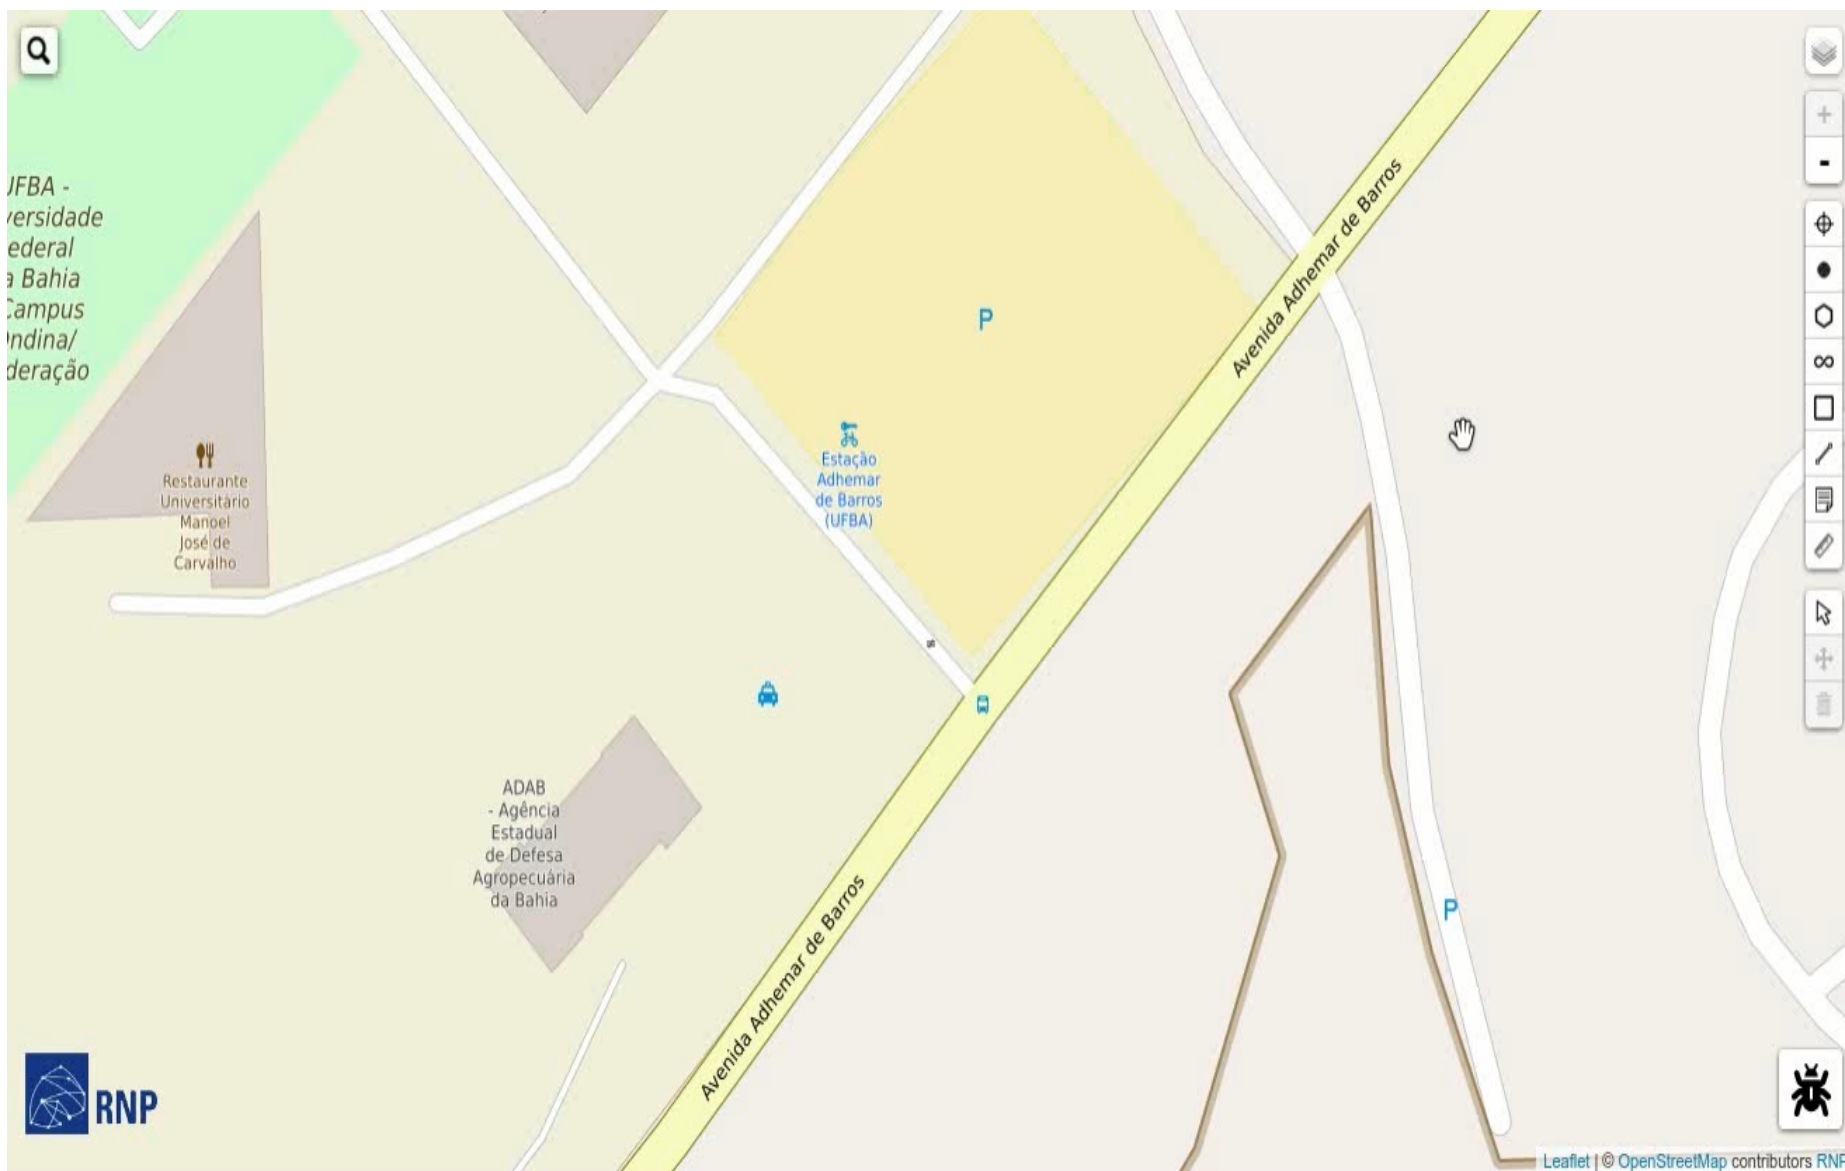 UFBA -
versidade
ederal
a Bahia
Campus
ndina/
deração
Restaurante
Universitário
Manoel
José de
Carvalho
P
Estação
Adhemar
de Barros
(UFBA)
Avenida Adhemar de Barros
ADAB
- Agência
Estadual
de Defesa
Agropecuária
da Bahia
Avenida Adhemar de Barros
P
RNP
Leaflet | © OpenStreetMap contributors RNP